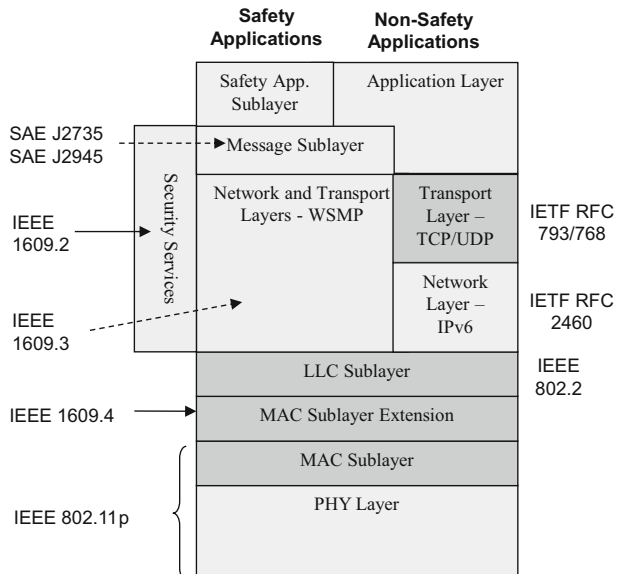 Safety
Applications
Non-Safety
Applications
Safety App.
Sublayer
Application Layer
SAE J2735
SAE J2945
Message Sublayer
Security Services
Network and Transport
Layers - WSMP
Transport
Layer –
TCP/UDP
IETF RFC
793/768
IEEE
1609.2
Network
Layer –
IPv6
IETF RFC
2460
IEEE
1609.3
LLC Sublayer
IEEE
802.2
IEEE 1609.4
MAC Sublayer Extension
MAC Sublayer
IEEE 802.11p
PHY Layer